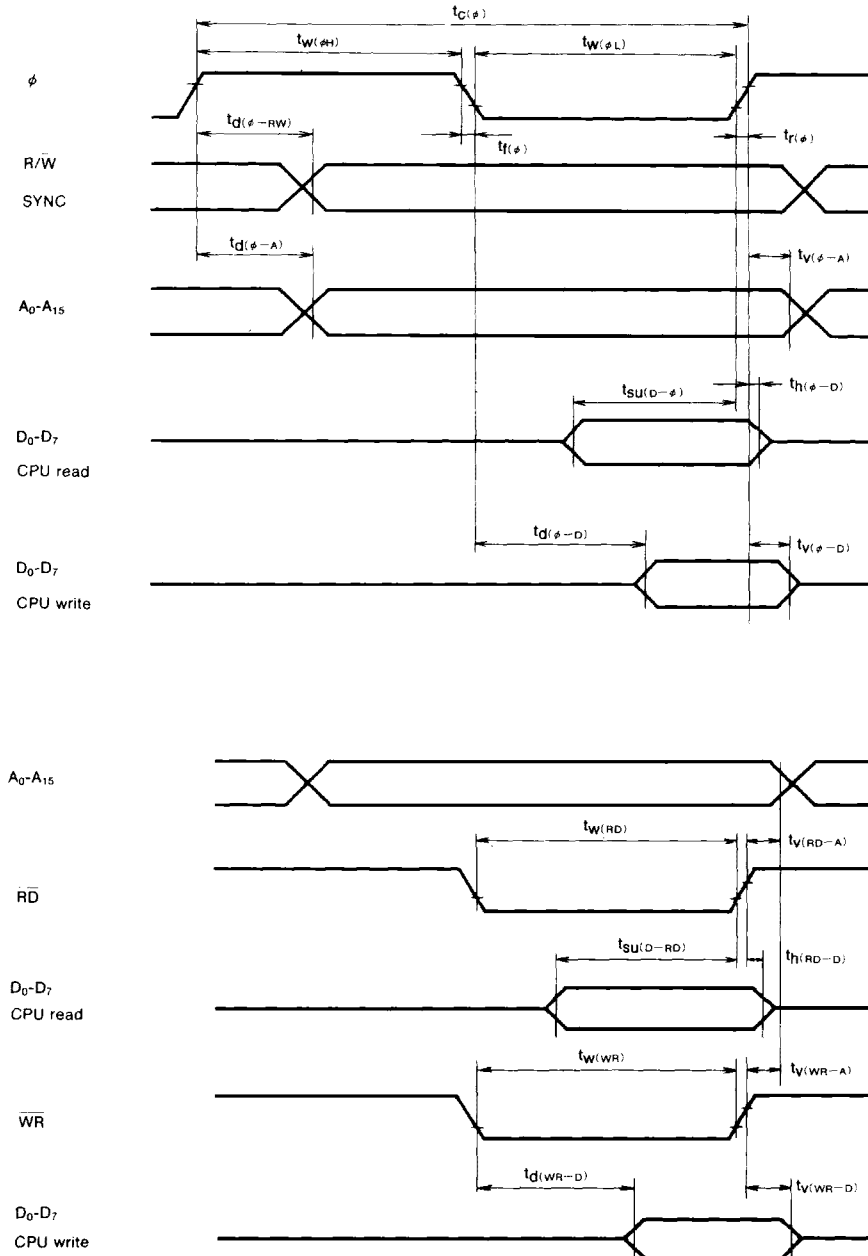 tC(φ)
tW(φH)
tW(φL)
φ
td(φ−RW)
tf(φ)
tr(φ)
R/W̅
SYNC
td(φ−A)
tv(φ−A)
A₀-A₁₅
tsu(D−φ)
th(φ−D)
D₀-D₇
CPU read
td(φ−D)
tv(φ−D)
D₀-D₇
CPU write
A₀-A₁₅
tw(RD)
tv(RD−A)
R̅D̅
tsu(D−RD)
th(RD−D)
D₀-D₇
CPU read
tw(WR)
tv(WR−A)
W̅R̅
td(WR−D)
tv(WR−D)
D₀-D₇
CPU write